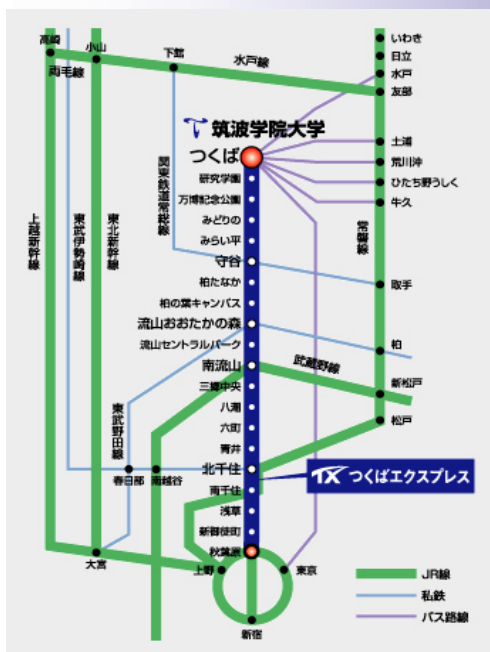 高崎
小山
下館
両毛線
水戸線
いわき
日立
水戸
友部
筑波学院大学
つくば
研究学園
万博記念公園
みどりの
みらい平
守谷
柏たなか
柏の葉キャンパス
流山おおたかの森
流山セントラルパーク
南流山
三郷中央
八潮
六町
青井
北千住
南千住
浅草
新御徒町
秋葉原
土浦
荒川沖
ひたち野うしく
牛久
常磐線
取手
柏
武蔵野線
新松戸
松戸
上越新幹線
東武伊勢崎線
東北新幹線
関東鉄道常総線
東武野田線
春日部
南越谷
TX つくばエクスプレス
大宮
上野
東京
新宿
JR線
私鉄
バス路線